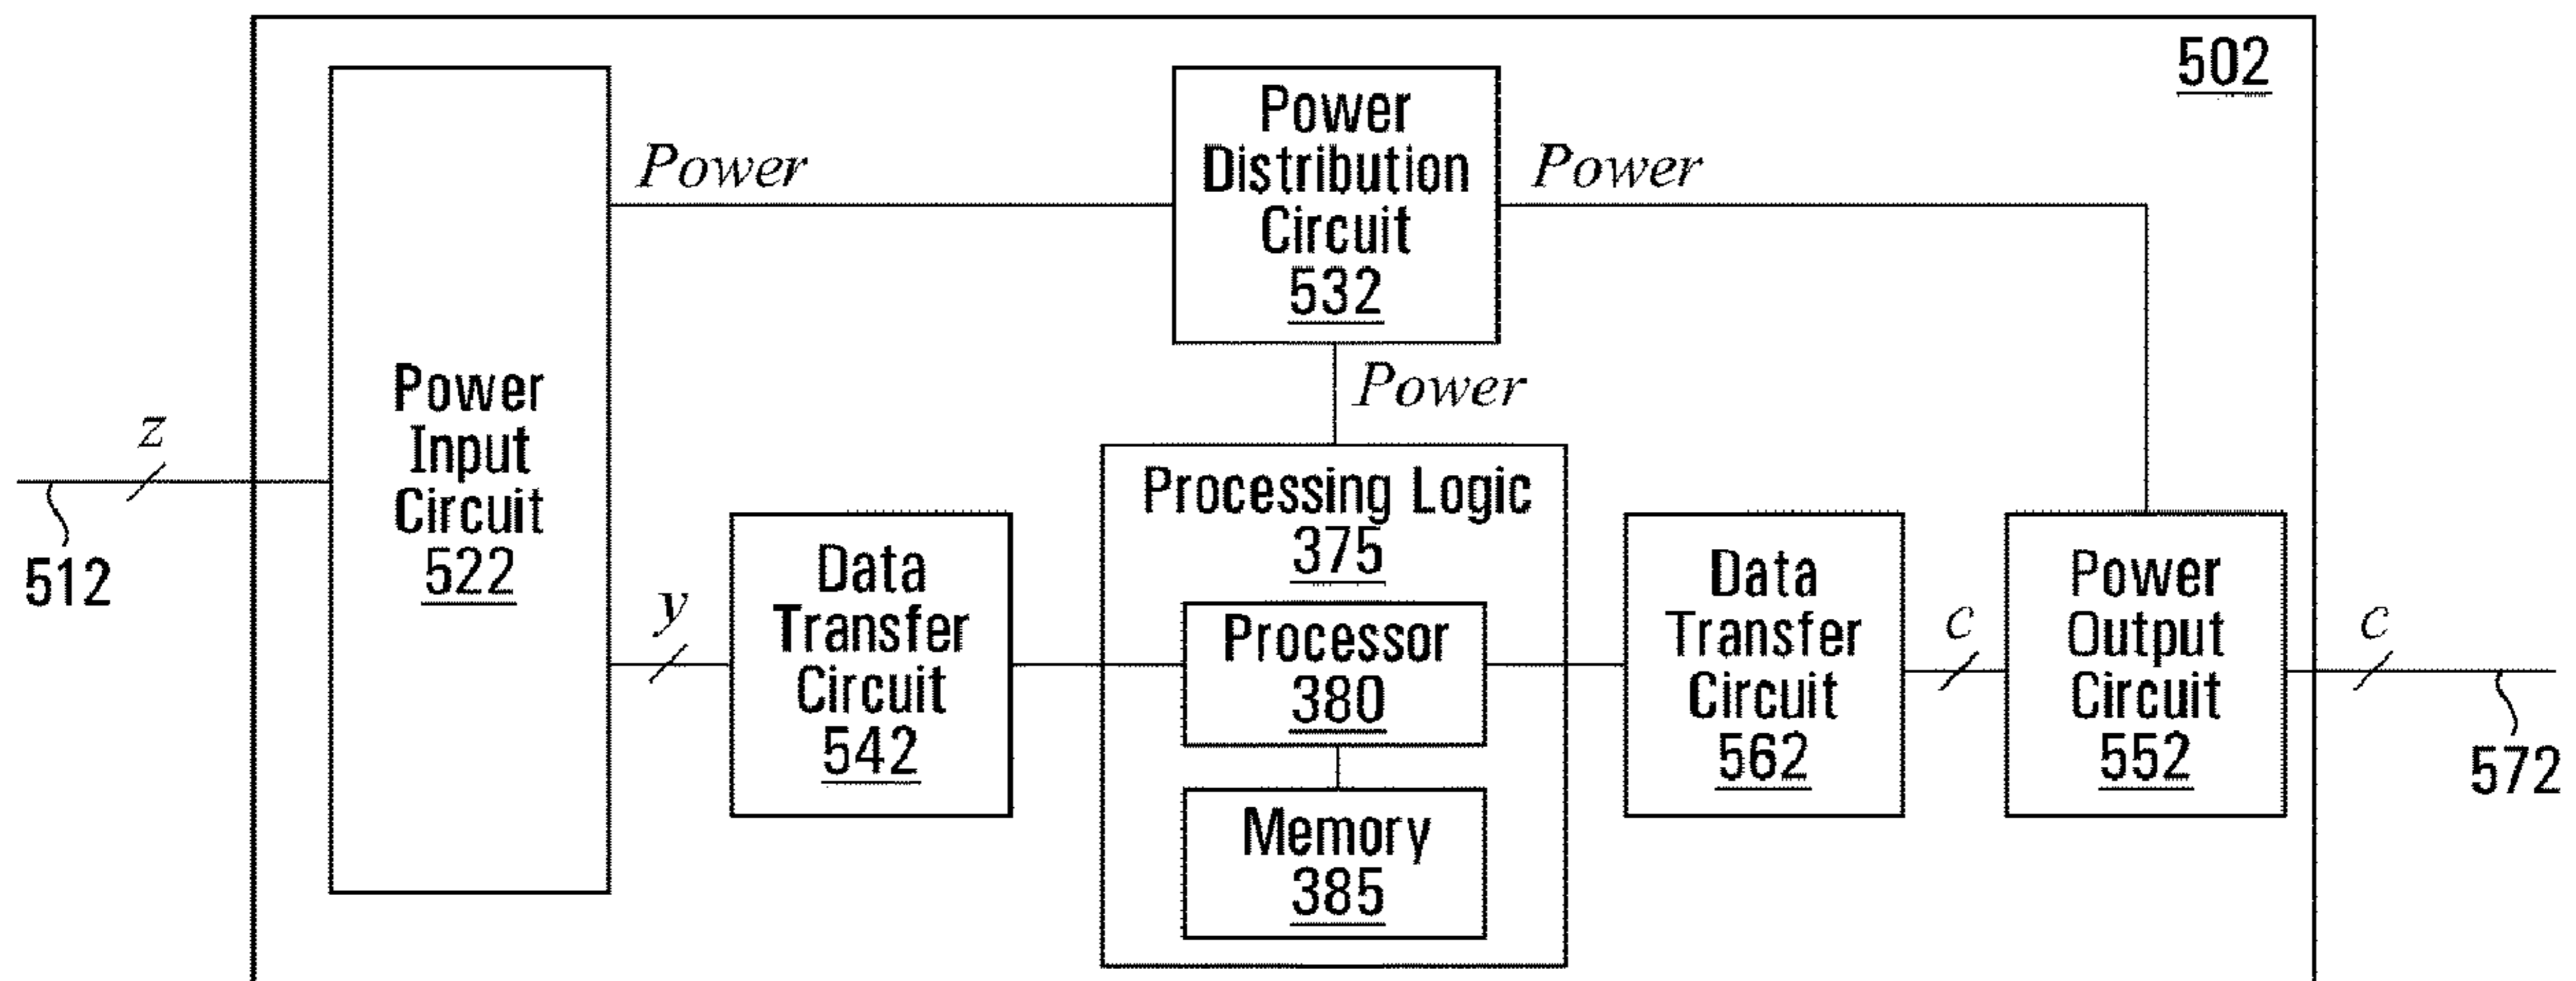 502
Power
Distribution
Circuit
532
Power
Power
Power
Power
Input
Circuit
522
z
512
y
Data
Transfer
Circuit
542
Processing Logic
375
Processor
380
Memory
385
Data
Transfer
Circuit
562
c
Power
Output
Circuit
552
c
572